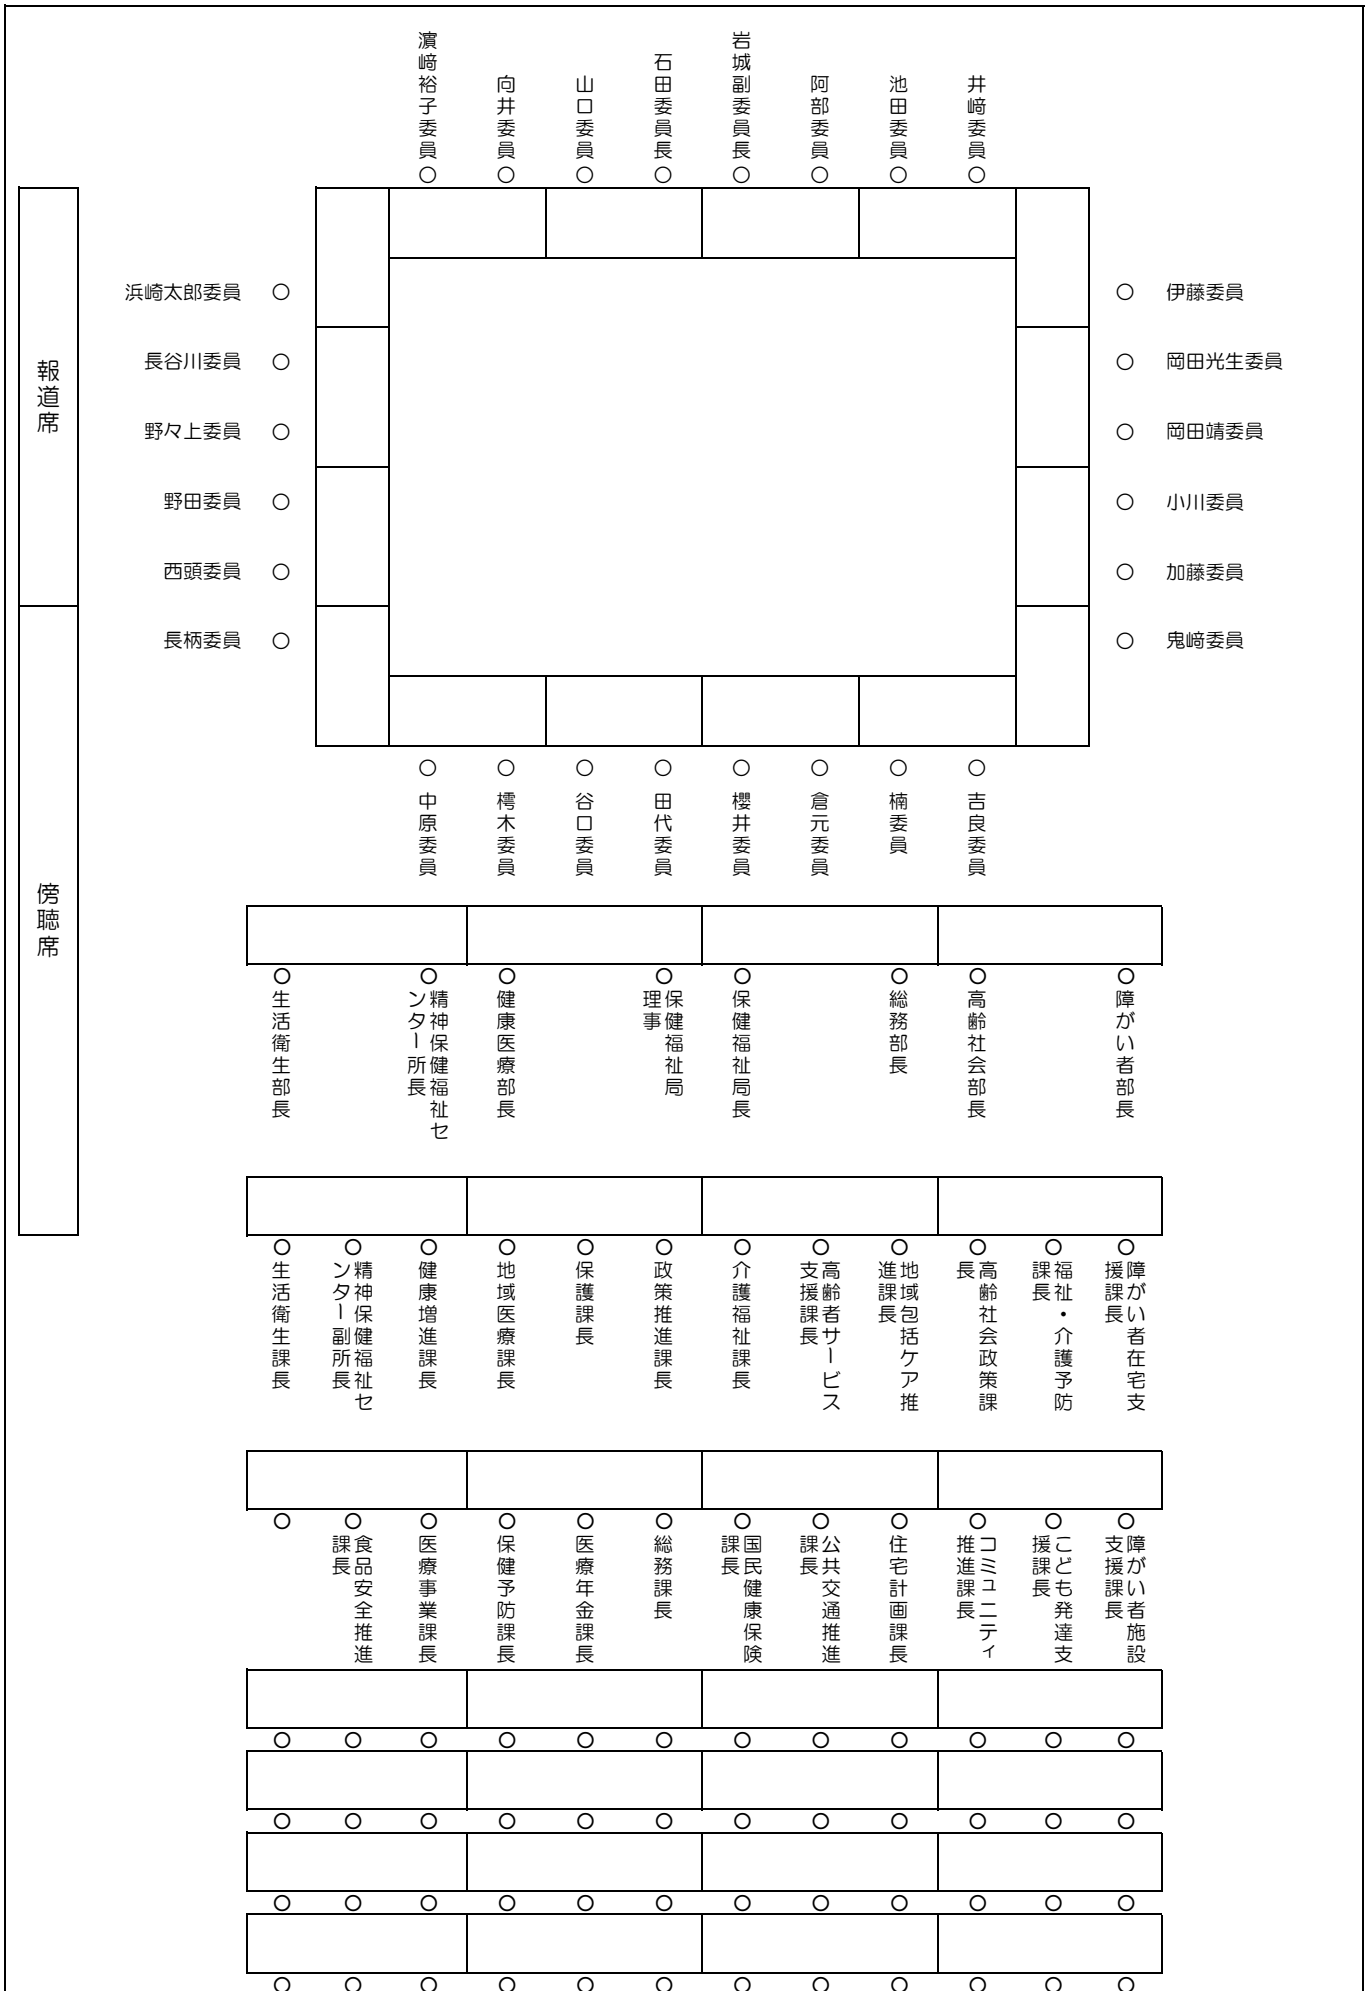 濵﨑裕子委員○
向井委員○
山口委員○
石田委員長○
岩城副委員長○
阿部委員○
池田委員○
井﨑委員○
報道席
傍聴席
浜崎太郎委員 ○
長谷川委員 ○
野々上委員 ○
野田委員 ○
西頭委員 ○
長柄委員 ○
○ 伊藤委員
○ 岡田光生委員
○ 岡田靖委員
○ 小川委員
○ 加藤委員
○ 鬼﨑委員
○ 中原委員
○ 樗木委員
○ 谷口委員
○ 田代委員
○ 櫻井委員
○ 倉元委員
○ 楠委員
○ 吉良委員
○生活衛生部長
○精神保健福祉セ
ンター所長
○健康医療部長
○保健福祉局
理事
○保健福祉局長
○総務部長
○高齢社会部長
○障がい者部長
○生活衛生課長
○精神保健福祉セ
ンター副所長
○健康増進課長
○地域医療課長
○保護課長
○政策推進課長
○介護福祉課長
○高齢者サービス
支援課長
○地域包括ケア推
進課長
○高齢社会政策課
長
○福祉・介護予防
課長
○障がい者在宅支
援課長
○
○食品安全推進
課長
○医療事業課長
○保健予防課長
○医療年金課長
○総務課長
○国民健康保険
課長
○公共交通推進
課長
○住宅計画課長
○コミュニティ
推進課長
○こども発達支
援課長
○障がい者施設
支援課長
○ ○ ○ ○ ○ ○ ○ ○ ○ ○ ○ ○
○ ○ ○ ○ ○ ○ ○ ○ ○ ○ ○ ○
○ ○ ○ ○ ○ ○ ○ ○ ○ ○ ○ ○
○ ○ ○ ○ ○ ○ ○ ○ ○ ○ ○ ○